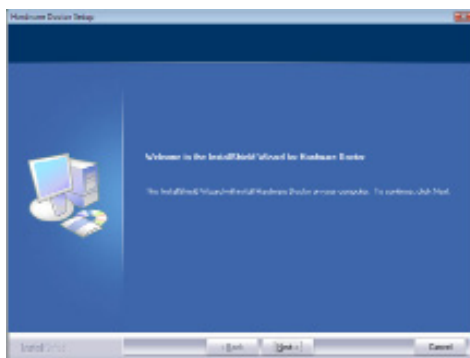 Hardware Doctor Setup
Welcome to the InstallShield Wizard for Hardware Doctor
The InstallShield Wizard will install Hardware Doctor on your computer. To continue, click Next.
InstallShield
< Back
Next >
Cancel